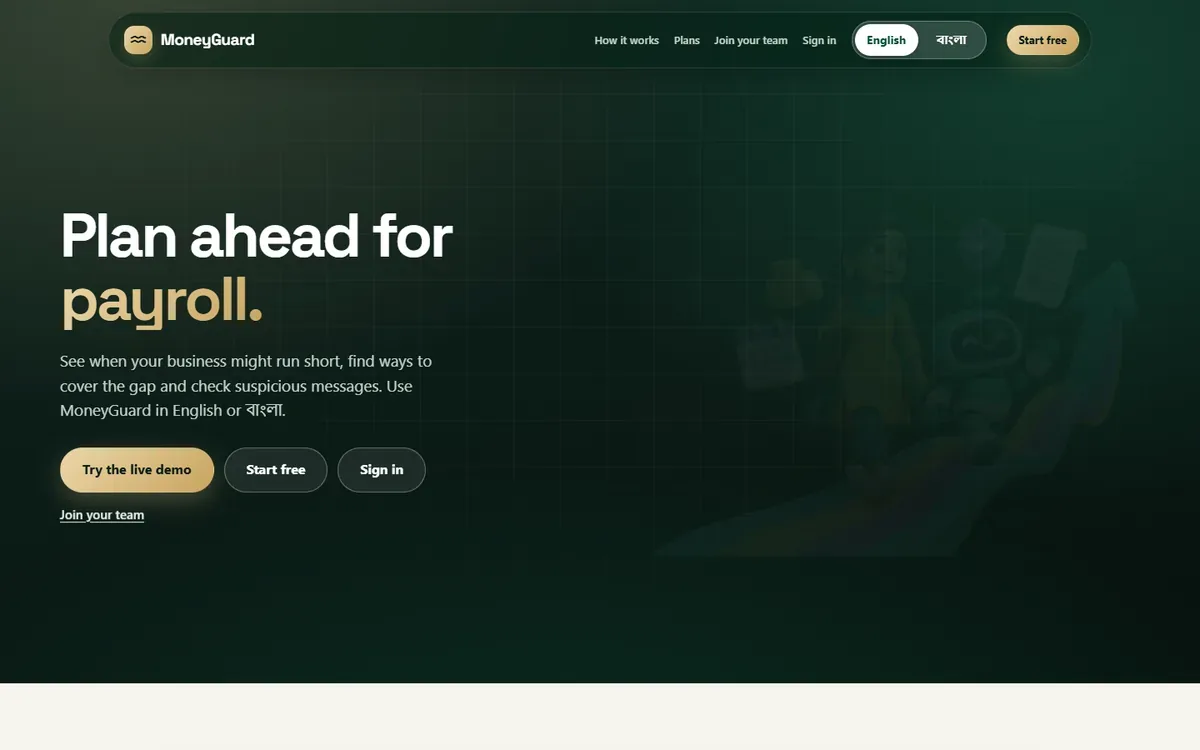 MoneyGuard
How it works
Plans
Join your team
Sign in
English
বাংলা
Start free
Plan ahead for
payroll.
See when your business might run short, find ways to
cover the gap and check suspicious messages. Use
MoneyGuard in English or বাংলা.
Try the live demo
Start free
Sign in
Join your team